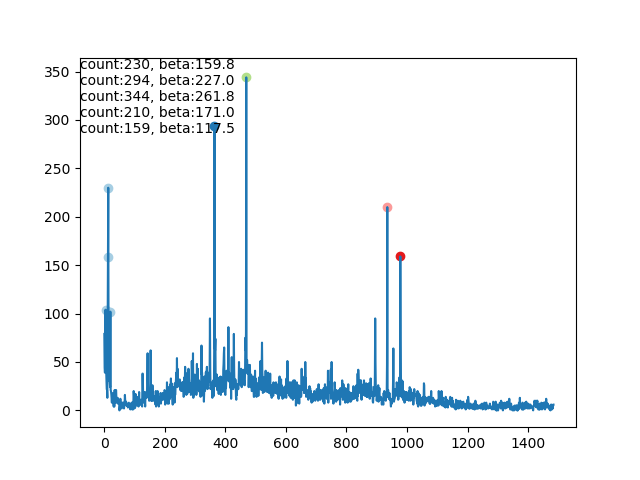 count:230, beta:159.8
350
count:294, beta:227.0
count:344, beta:261.8
count:210, beta:171.0
300
count:159, beta:117.5
250
200
150
100
50
0
0 200 400 600 800 1000 1200 1400